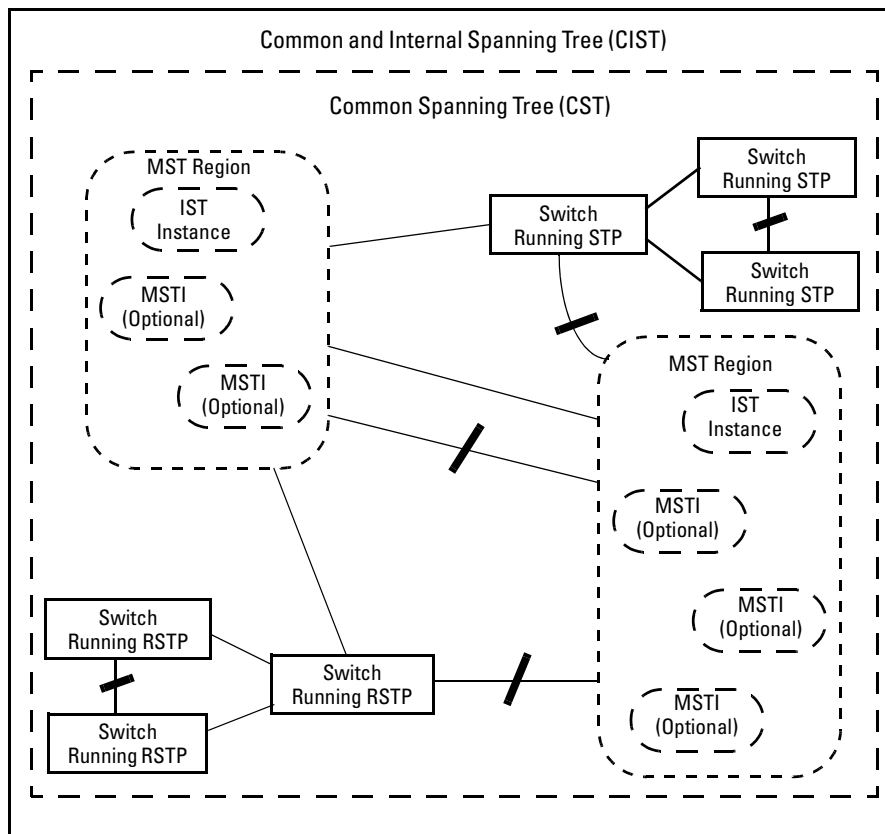 Common and Internal Spanning Tree (CIST)
Common Spanning Tree (CST)
MST Region
IST
Instance
MSTI
(Optional)
MSTI
(Optional)
Switch
Running STP
Switch
Running STP
Switch
Running STP
MST Region
IST
Instance
MSTI
(Optional)
MSTI
(Optional)
MSTI
(Optional)
Switch
Running RSTP
Switch
Running RSTP
Switch
Running RSTP